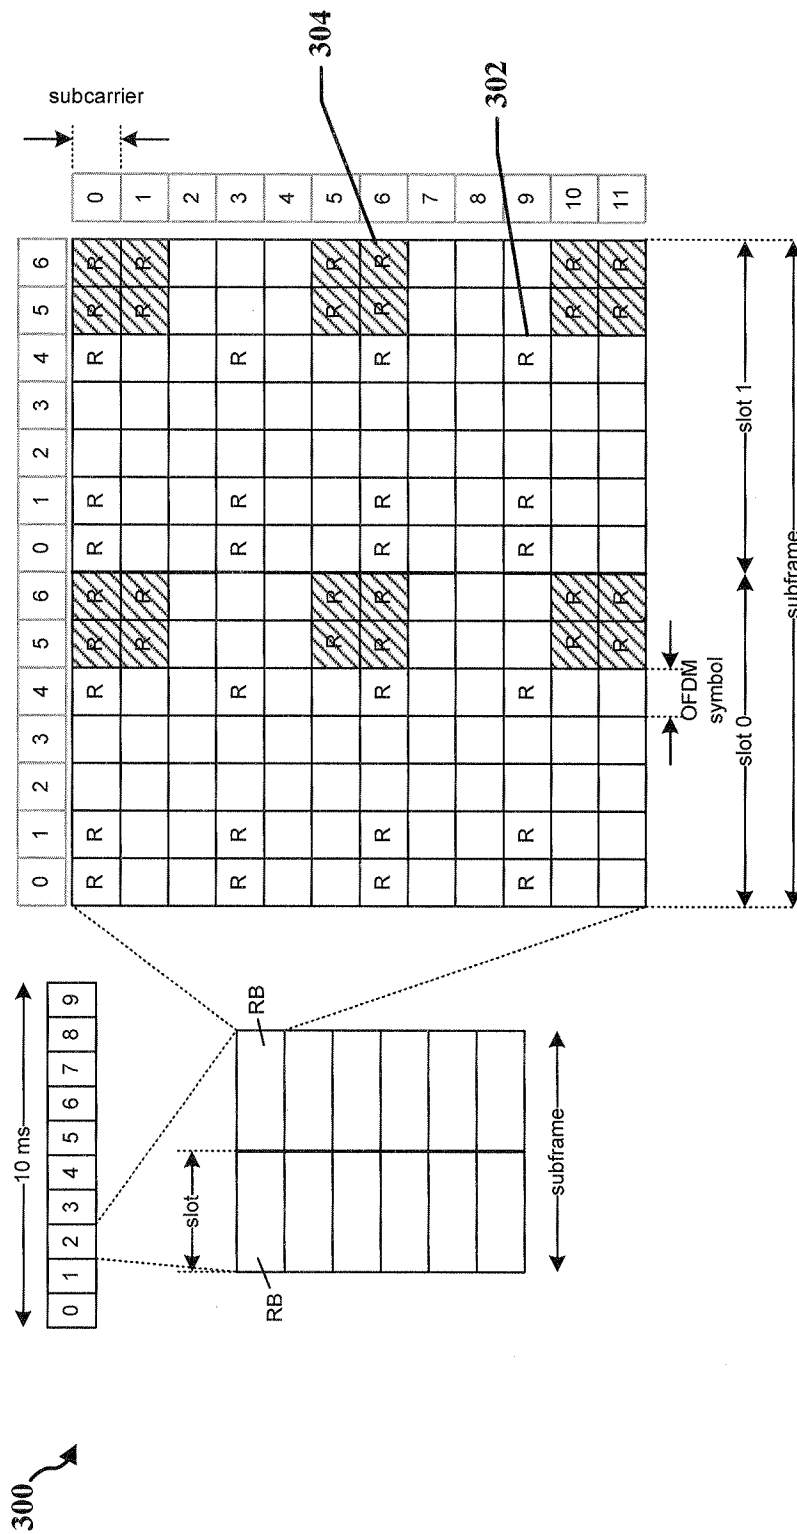 300
10 ms
0 1 2 3 4 5 6 7 8 9
slot
RB RB
subframe
0 1 2 3 4 5 6 0 1 2 3 4 5 6
subcarrier
R R R R R R R R R R 0
R R R R 1
2
R R R R R R 3
4
R R R R 5
R R R R R R R R R R 6
7
8
R R R R R R 9
R R R R 10
R R R R 11
304
302
OFDM
symbol
slot 0 slot 1
subframe